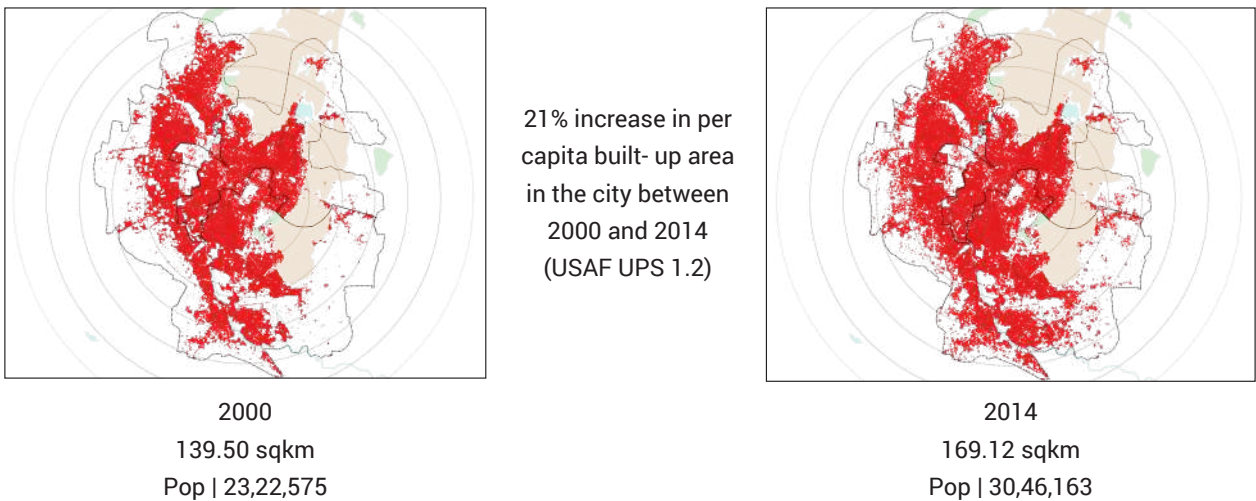 21% increase in per
capita built- up area
in the city between
2000 and 2014
(USAF UPS 1.2)
2000
139.50 sqkm
Pop | 23,22,575
2014
169.12 sqkm
Pop | 30,46,163